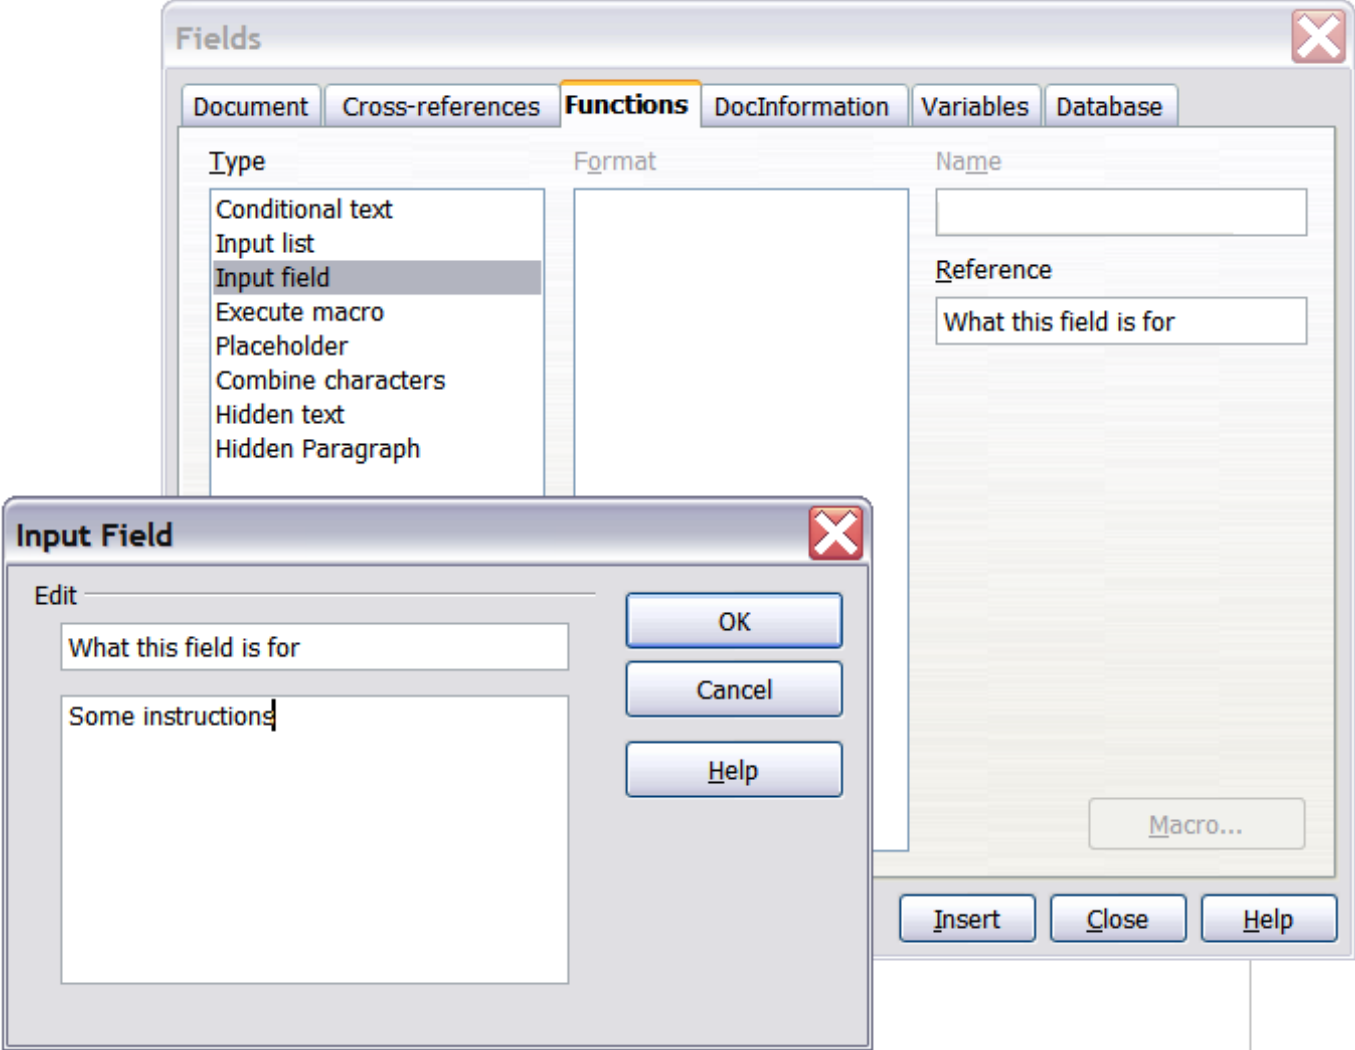 Fields
Document Cross-references Functions DocInformation Variables Database
Type Format Name
Conditional text
Input list
Input field
Execute macro
Placeholder
Combine characters
Hidden text
Hidden Paragraph
Reference
What this field is for
Macro...
Insert Close Help
Input Field
Edit
What this field is for
Some instructions
OK
Cancel
Help